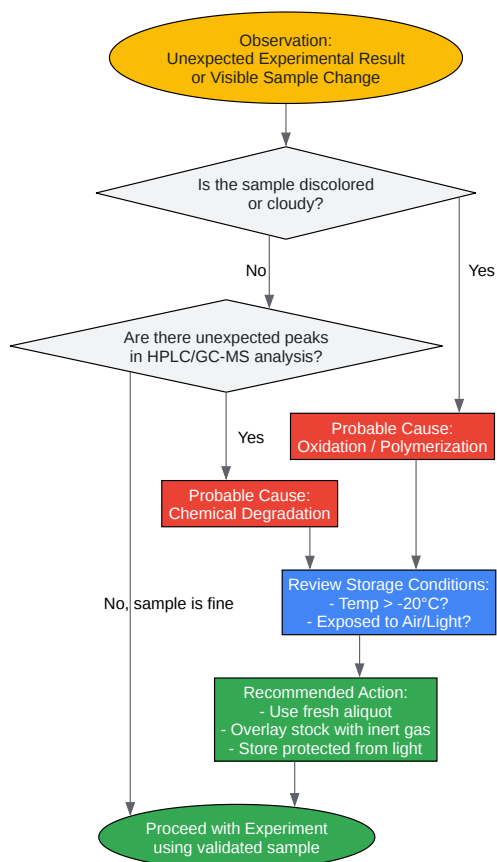 Observation:
Unexpected Experimental Result
or Visible Sample Change
Is the sample discolored
or cloudy?
No
Yes
Are there unexpected peaks
in HPLC/GC-MS analysis?
Yes
Probable Cause:
Oxidation / Polymerization
Probable Cause:
Chemical Degradation
Review Storage Conditions:
- Temp > -20°C?
- Exposed to Air/Light?
No, sample is fine
Recommended Action:
- Use fresh aliquot
- Overlay stock with inert gas
- Store protected from light
Proceed with Experiment
using validated sample